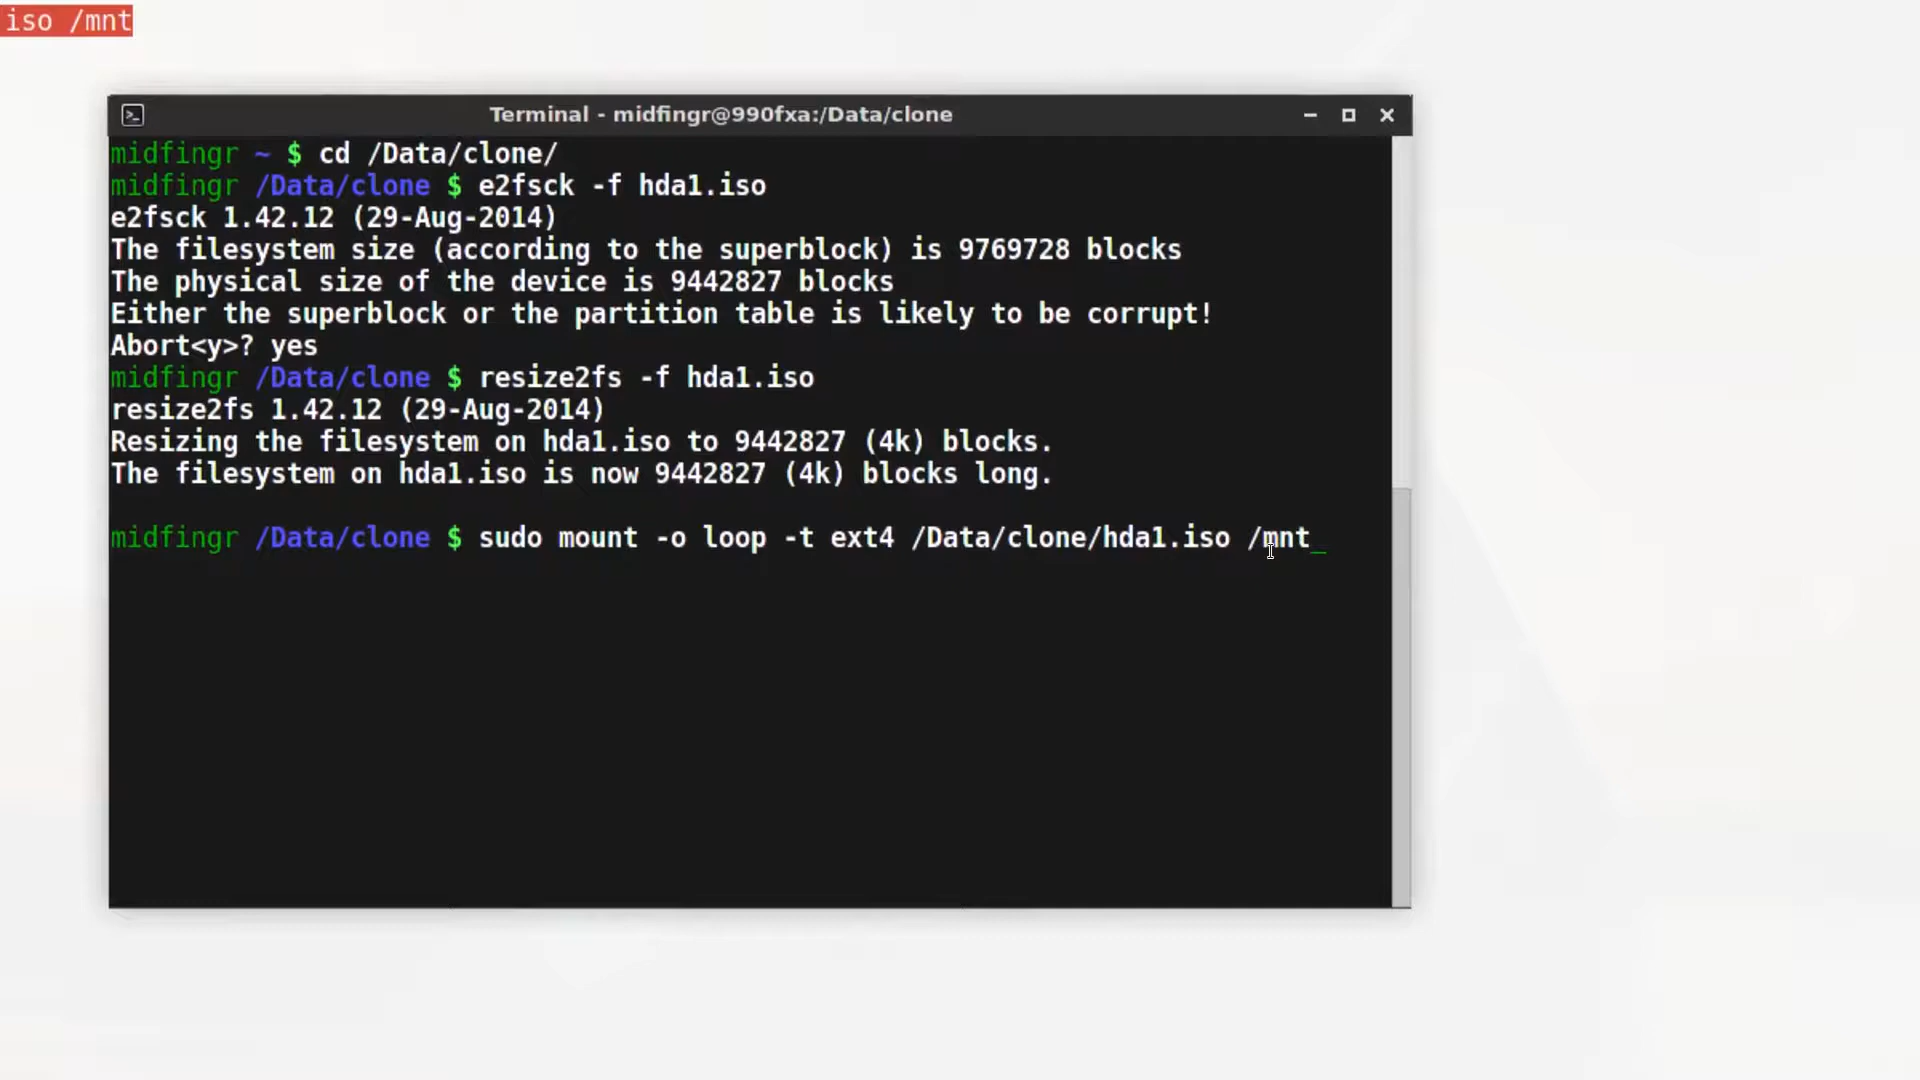 iso /mnt
Terminal - midfingr@990fxa:/Data/clone
midfingr ~ $ cd /Data/clone/
midfingr /Data/clone $ e2fsck -f hda1.iso
e2fsck 1.42.12 (29-Aug-2014)
The filesystem size (according to the superblock) is 9769728 blocks
The physical size of the device is 9442827 blocks
Either the superblock or the partition table is likely to be corrupt!
Abort<y>? yes
midfingr /Data/clone $ resize2fs -f hda1.iso
resize2fs 1.42.12 (29-Aug-2014)
Resizing the filesystem on hda1.iso to 9442827 (4k) blocks.
The filesystem on hda1.iso is now 9442827 (4k) blocks long.
midfingr /Data/clone $ sudo mount -o loop -t ext4 /Data/clone/hda1.iso /mnt